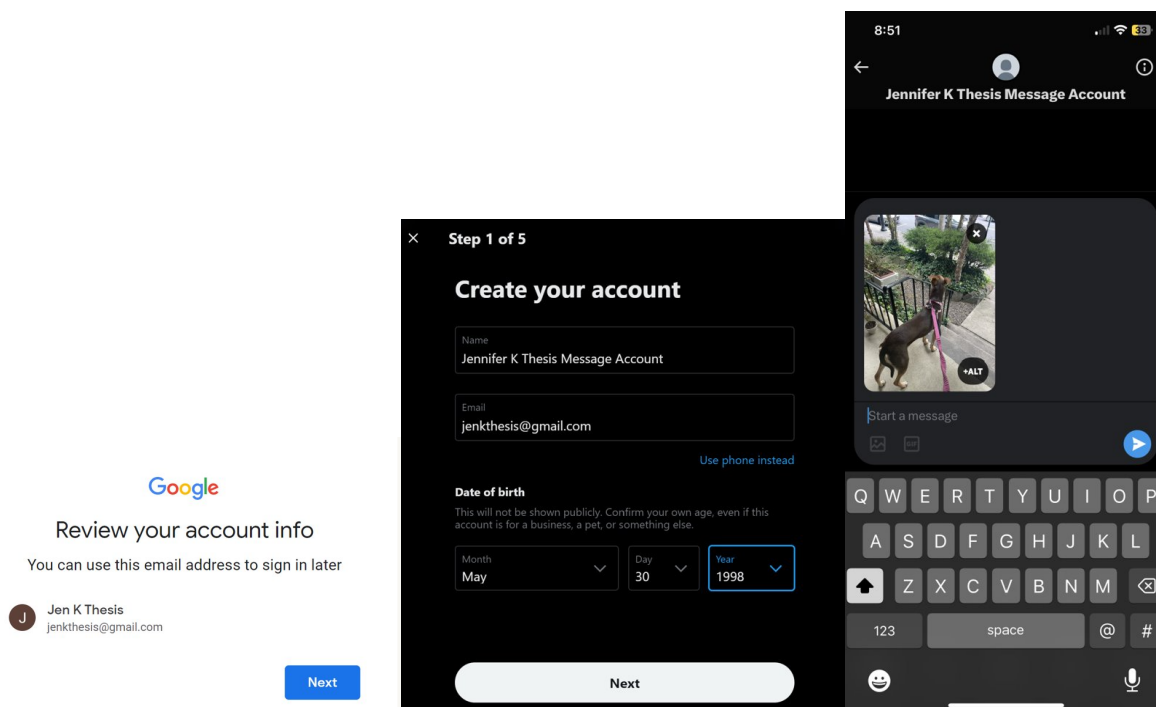 Google
Review your account info
You can use this email address to sign in later
J
Jen K Thesis
jenkthesis@gmail.com
Next
Step 1 of 5
Create your account
Name
Jennifer K Thesis Message Account
Email
jenkthesis@gmail.com
Use phone instead
Date of birth
This will not be shown publicly. Confirm your own age, even if this
account is for a business, a pet, or something else.
Month
May
Day
30
Year
1998
Next
8:51
33
Jennifer K Thesis Message Account
+ALT
Start a message
GIF
Q W E R T Y U I O P
A S D F G H J K L
Z X C V B N M
123 space @ #